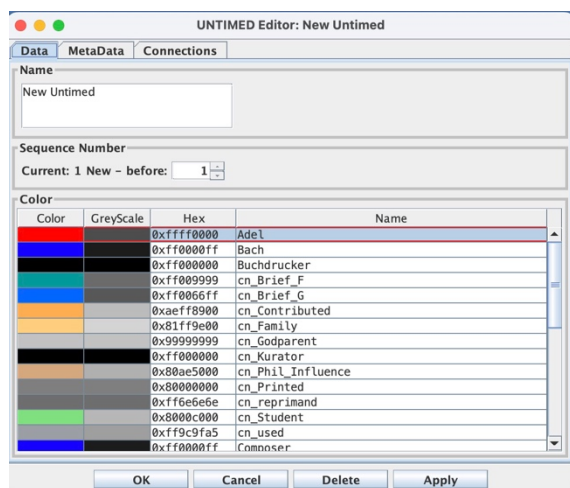 UNTIMED Editor: New Untimed
Data MetaData Connections
Name
New Untimed
Sequence Number
Current: 1 New – before: 1
Color
Color GreyScale Hex Name
0xffff0000 Adel
0xff0000ff Bach
0xff000000 Buchdrucker
0xff009999 cn_Brief_F
0xff0066ff cn_Brief_G
0xaeff8900 cn_Contributed
0x81ff9e00 cn_Family
0x99999999 cn_Godparent
0xff000000 cn_Kurator
0x80ae5000 cn_Phil_Influence
0x80000000 cn_Printed
0xff6e6e6e cn_reprimand
0x8000c000 cn_Student
0xff9c9fa5 cn_used
0xff0000ff Composer
OK Cancel Delete Apply